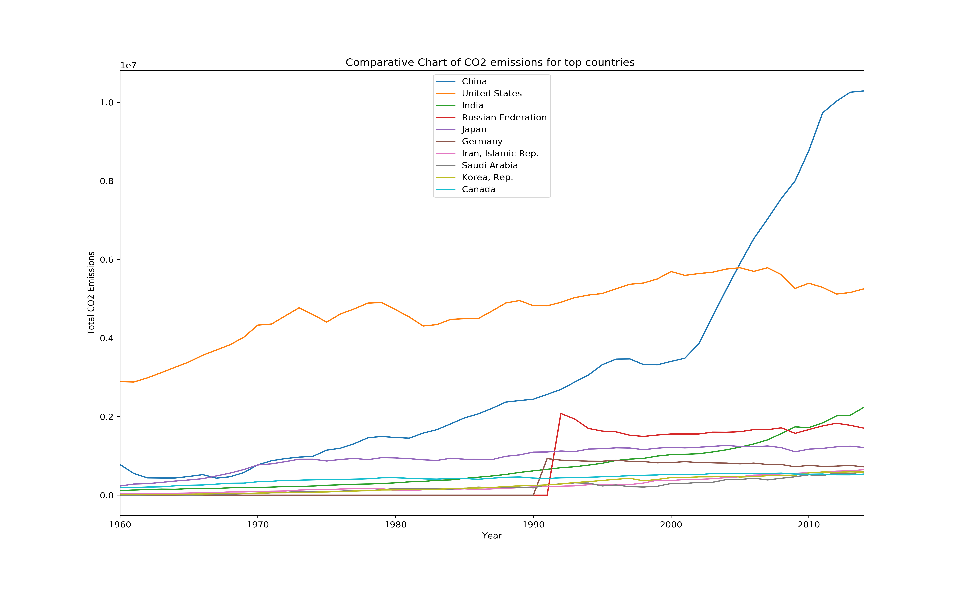 Comparative Chart of CO2 emissions for top countries
1e7
China
United States
India
Russian Federation
Japan
Germany
Iran, Islamic Rep.
Saudi Arabia
Korea, Rep.
Canada
1.0
0.8
0.6
0.4
0.2
0.0
Total CO2 Emissions
1960 1970 1980 1990 2000 2010
Year